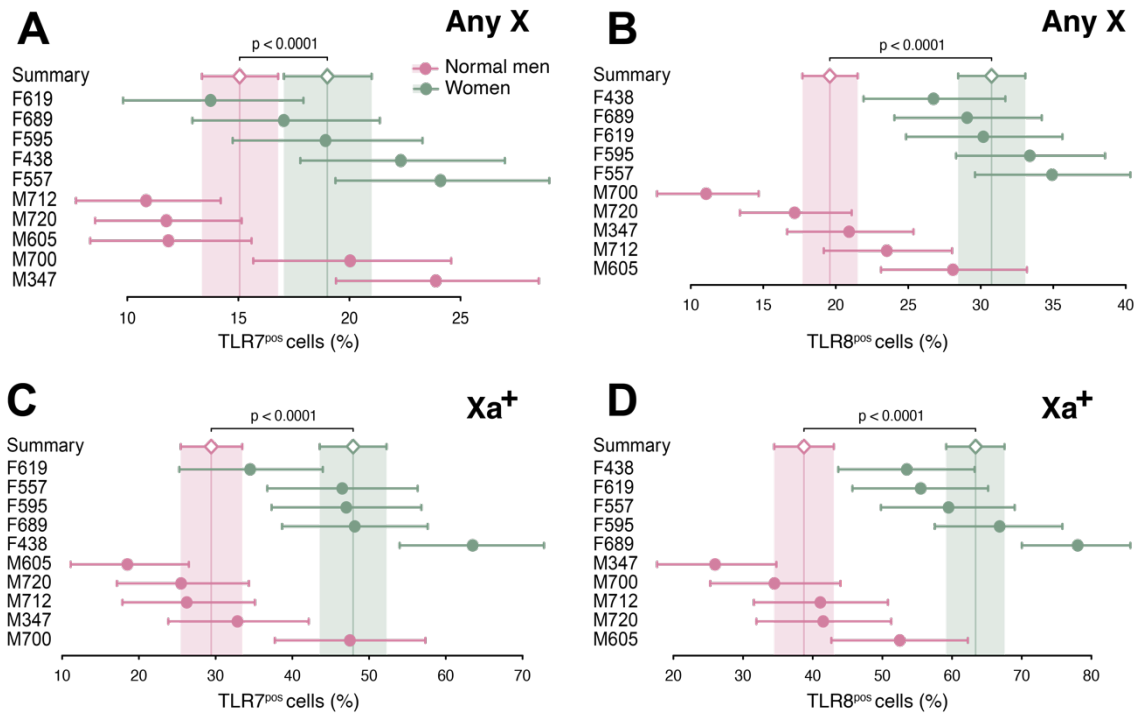 A
Any X
p < 0.0001
Normal men
Women
Summary
F619
F689
F595
F438
F557
M712
M720
M605
M700
M347
10 15 20 25
TLR7pos cells (%)
B
Any X
p < 0.0001
Summary
F438
F689
F619
F595
F557
M700
M720
M347
M712
M605
10 15 20 25 30 35 40
TLR8pos cells (%)
C
Xa+
p < 0.0001
Summary
F619
F557
F595
F689
F438
M605
M720
M712
M347
M700
10 20 30 40 50 60 70
TLR7pos cells (%)
D
Xa+
p < 0.0001
Summary
F438
F619
F557
F595
F689
M347
M700
M712
M720
M605
20 30 40 50 60 70 80
TLR8pos cells (%)